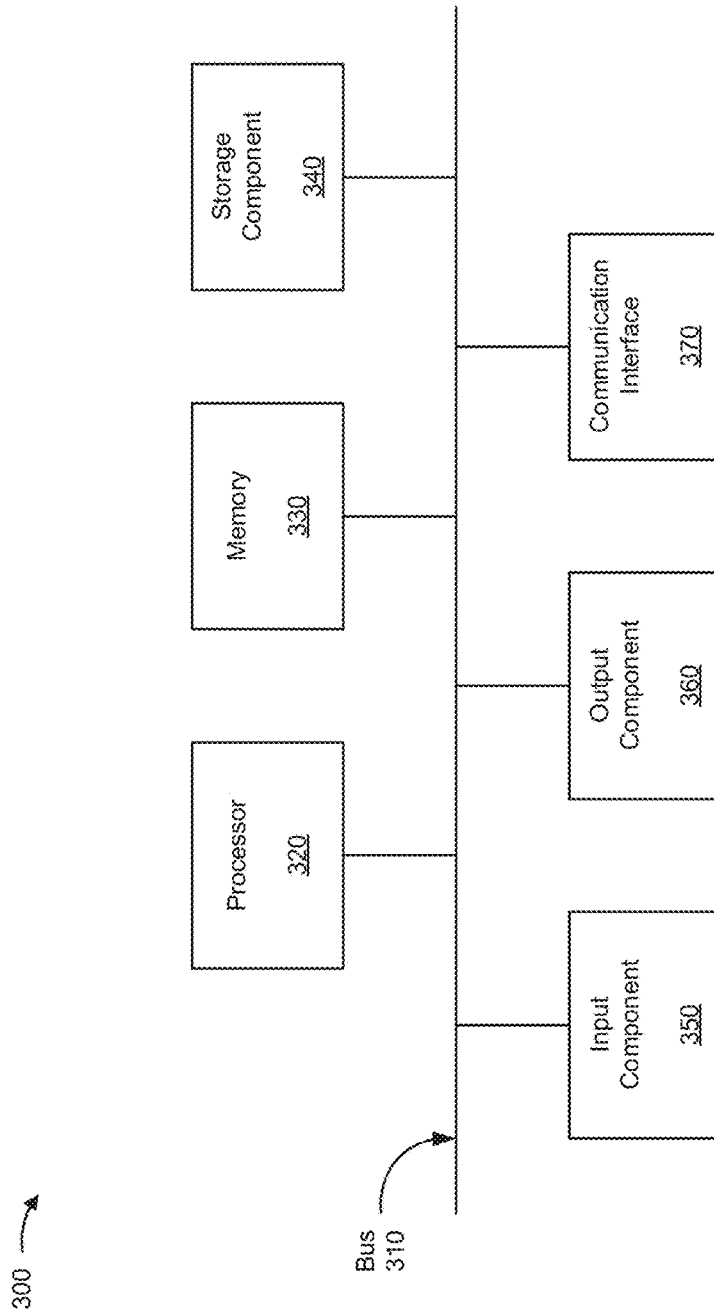 300
Processor
320
Memory
330
Storage
Component
340
Bus
310
Input
Component
350
Output
Component
360
Communication
Interface
370